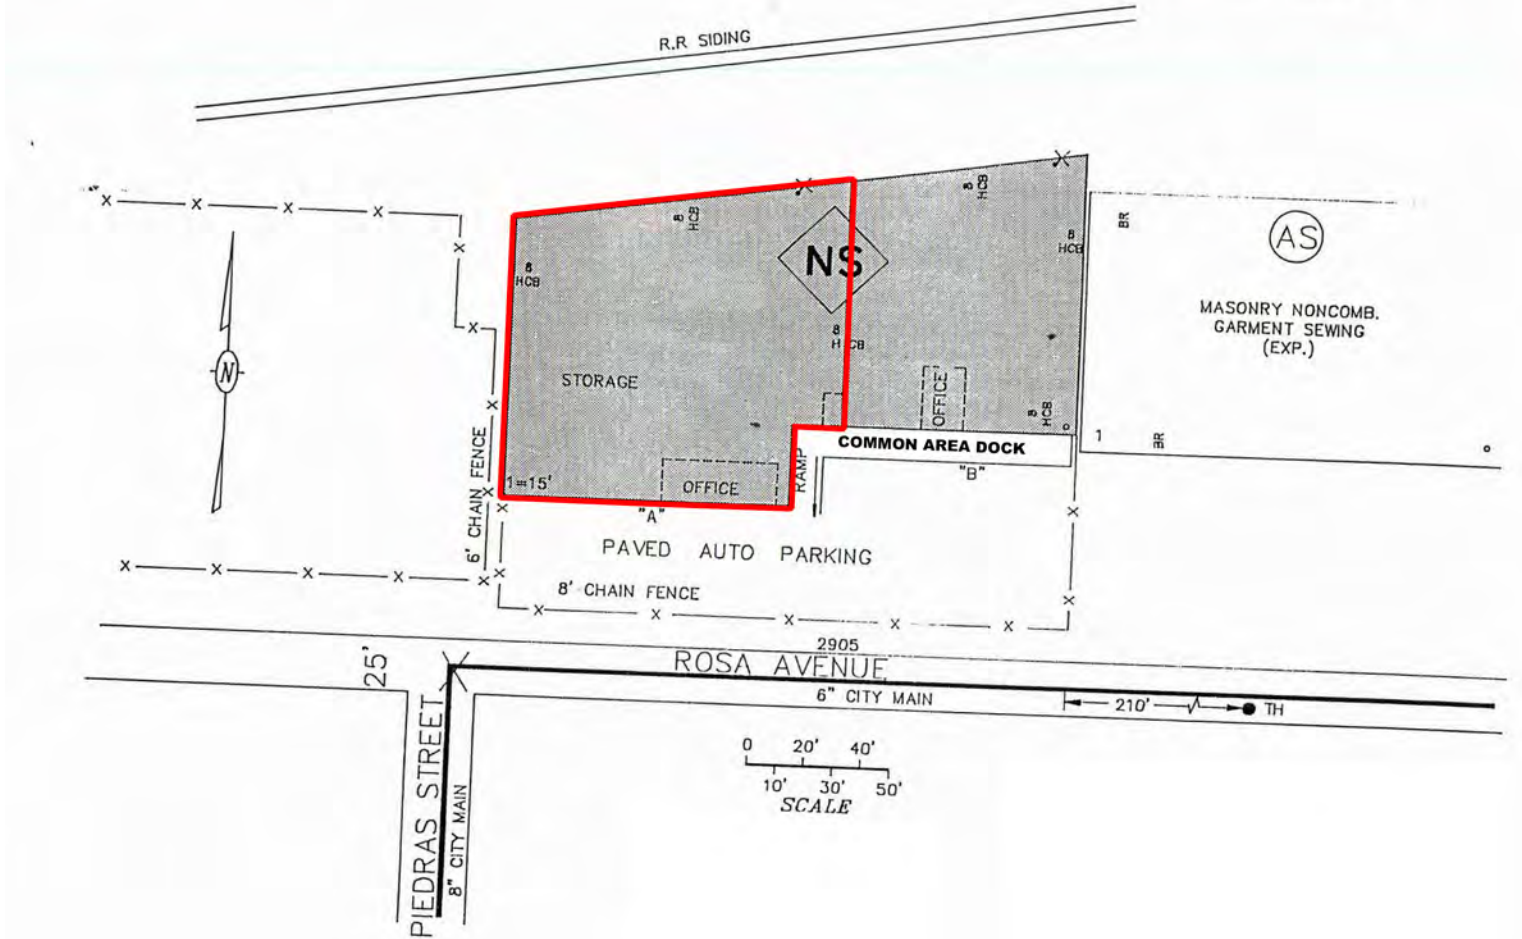 R.R SIDING
8
HCB
8
HCB
8
HCB
NS
8
HCB
BR
AS
8
HCB
MASONRY NONCOMB.
GARMENT SEWING
(EXP.)
STORAGE
OFFICE
8
HCB
COMMON AREA DOCK
1
BR
"B"
RAMP
1=15'
OFFICE
"A"
6' CHAIN FENCE
PAVED AUTO PARKING
8' CHAIN FENCE
N
2905
ROSA AVENUE
25'
6" CITY MAIN
210'
TH
PIEDRAS STREET
8" CITY MAIN
0 20' 40'
10' 30' 50'
SCALE